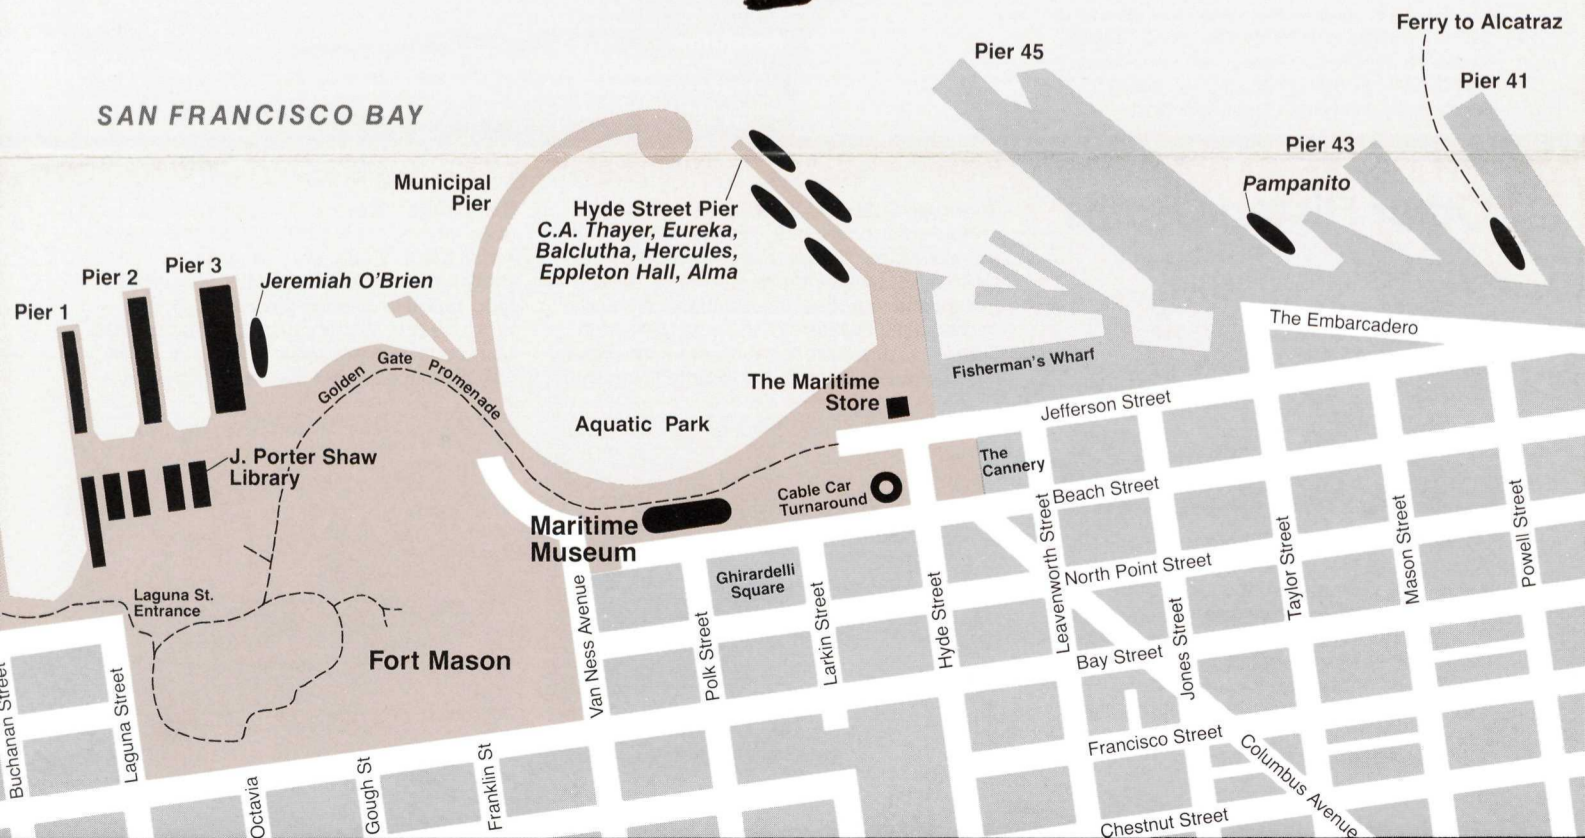 Ferry to Alcatraz
Pier 45
Pier 41
SAN FRANCISCO BAY
Pier 43
Pampanito
Municipal
Pier
Hyde Street Pier
C.A. Thayer, Eureka,
Balclutha, Hercules,
Eppleton Hall, Alma
Pier 3
Pier 2
Jeremiah O'Brien
Pier 1
The Embarcadero
Golden
Gate
Promenade
Fisherman's Wharf
The Maritime
Store
Jefferson Street
Aquatic Park
J. Porter Shaw
Library
The
Cannery
Cable Car
Turnaround
Beach Street
Maritime
Museum
Ghirardelli
Square
North Point Street
Laguna St.
Entrance
Fort Mason
Bay Street
Francisco Street
Chestnut Street
Columbus Avenue
Buchanan Street
Laguna Street
Octavia
Gough St
Franklin St
Van Ness Avenue
Polk Street
Larkin Street
Hyde Street
Leavenworth Street
Jones Street
Taylor Street
Mason Street
Powell Street